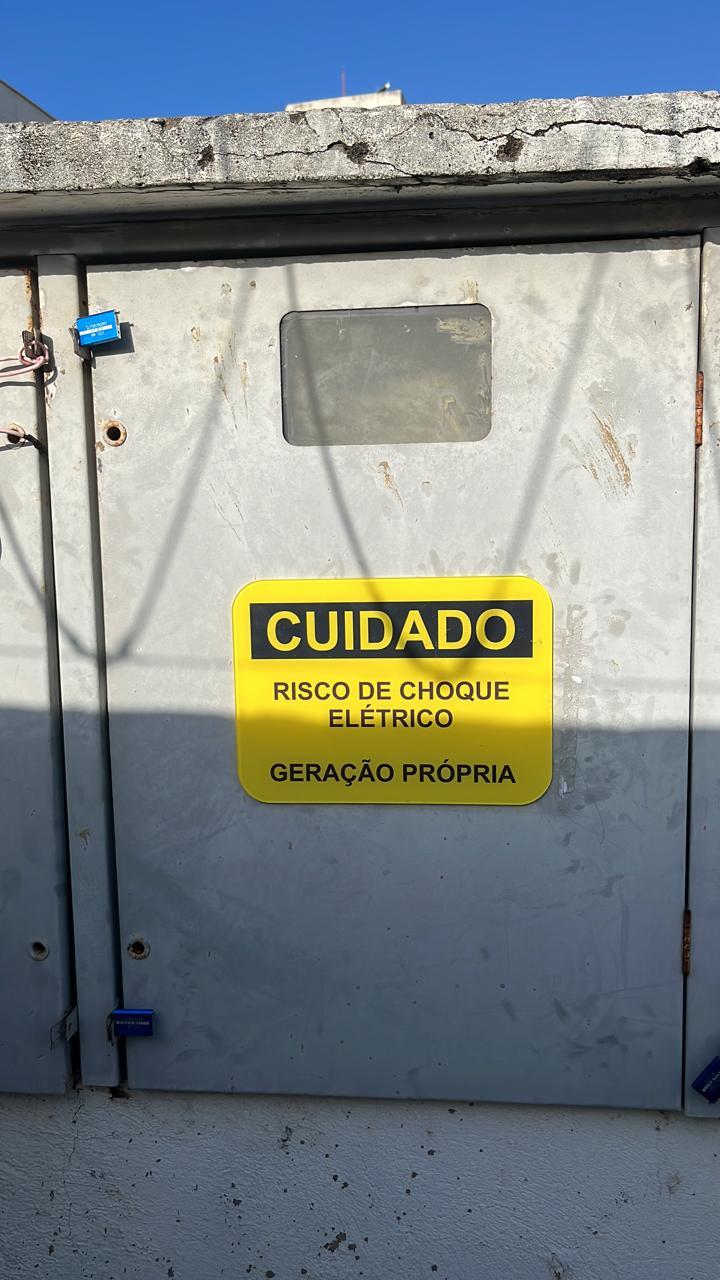 CUIDADO
RISCO DE CHOQUE
ELÉTRICO
GERAÇÃO PRÓPRIA